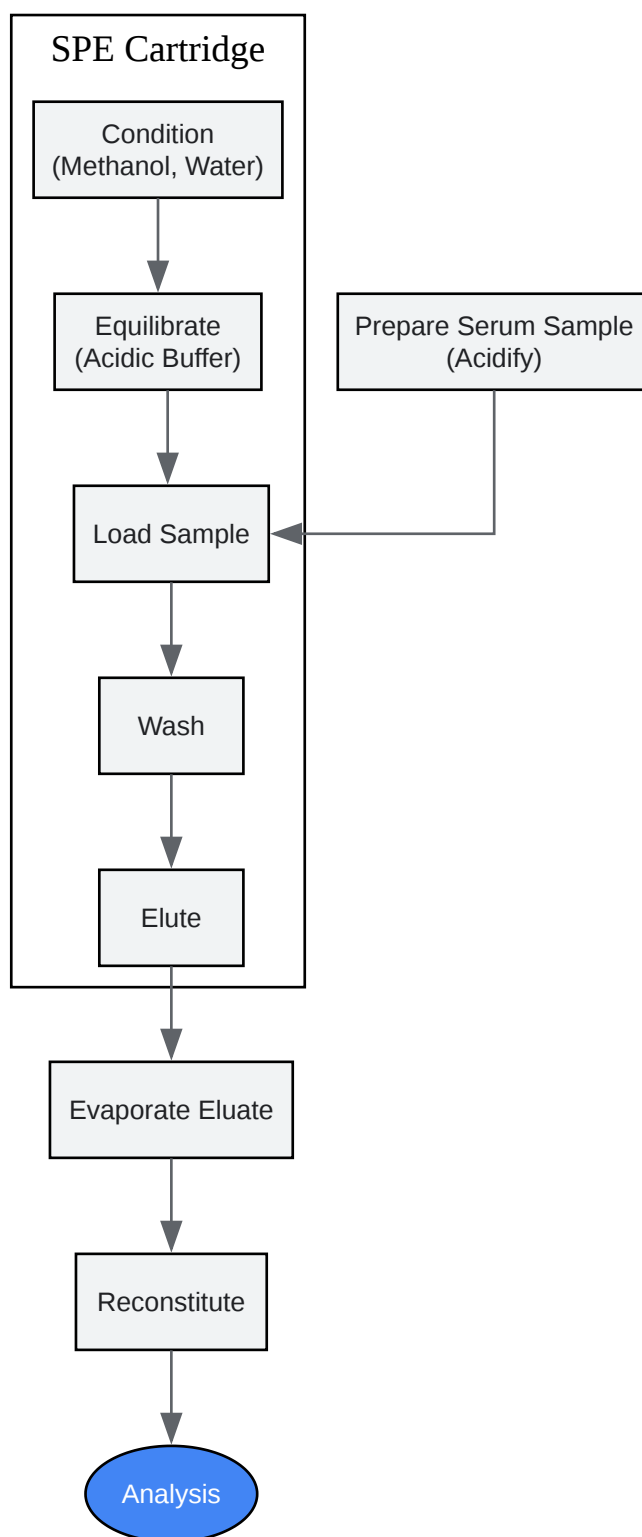 SPE Cartridge
Condition
(Methanol, Water)
Equilibrate
(Acidic Buffer)
Prepare Serum Sample
(Acidify)
Load Sample
Wash
Elute
Evaporate Eluate
Reconstitute
Analysis